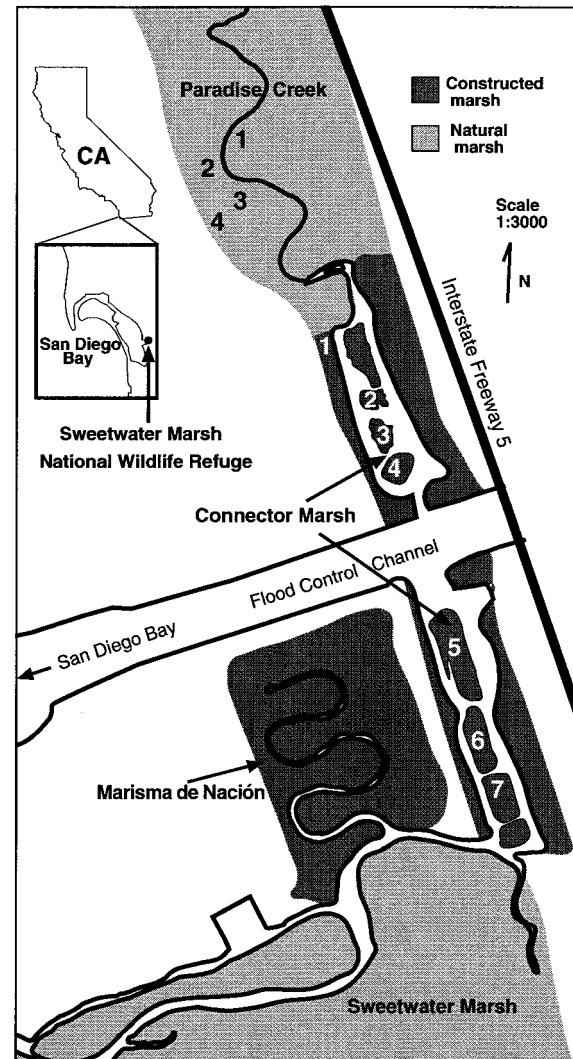 Paradise Creek
Constructed
marsh
Natural
marsh
CA
1
2
3
4
Scale
1:3000
N
San Diego
Bay
Interstate Freeway 5
Sweetwater Marsh
National Wildlife Refuge
1
2
3
4
Connector Marsh
Flood Control Channel
San Diego Bay
5
6
7
Marisma de Nación
Sweetwater Marsh